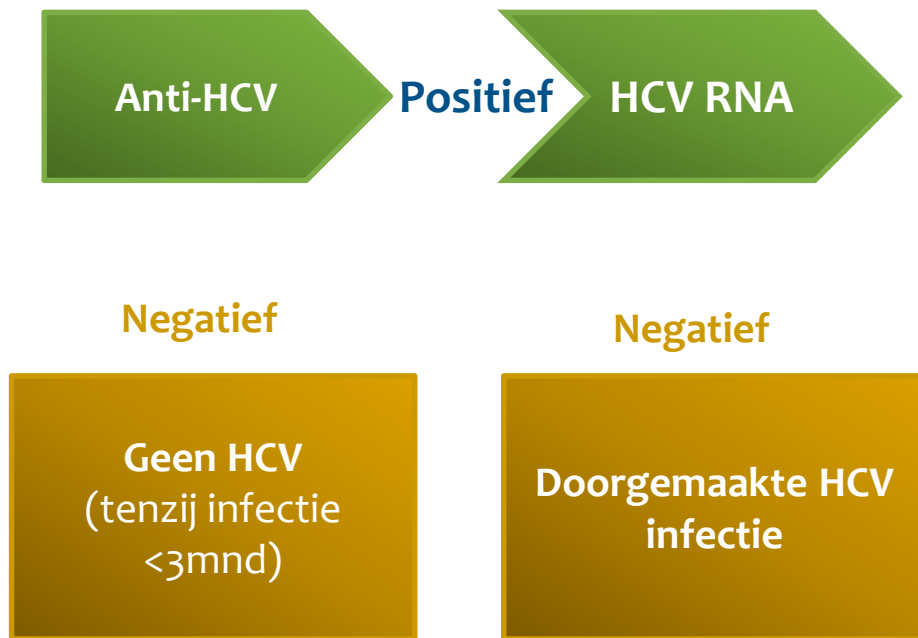 Anti-HCV
Positief
HCV RNA
Negatief
Geen HCV
(tenzij infectie
<3mnd)
Negatief
Doorgemaakte HCV
infectie